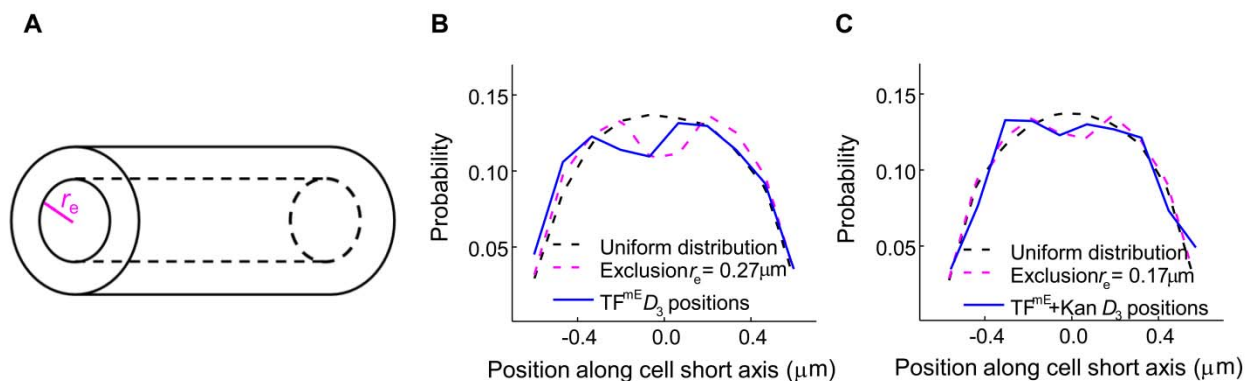 A
r_e
B
Probability
0.15
0.10
0.05
Uniform distribution
Exclusion r_e = 0.27μm
TF^mE D_3 positions
-0.4 0.0 0.4
Position along cell short axis (μm)
C
Probability
0.15
0.10
0.05
Uniform distribution
Exclusion r_e = 0.17μm
TF^mE+Kan D_3 positions
-0.4 0.0 0.4
Position along cell short axis (μm)